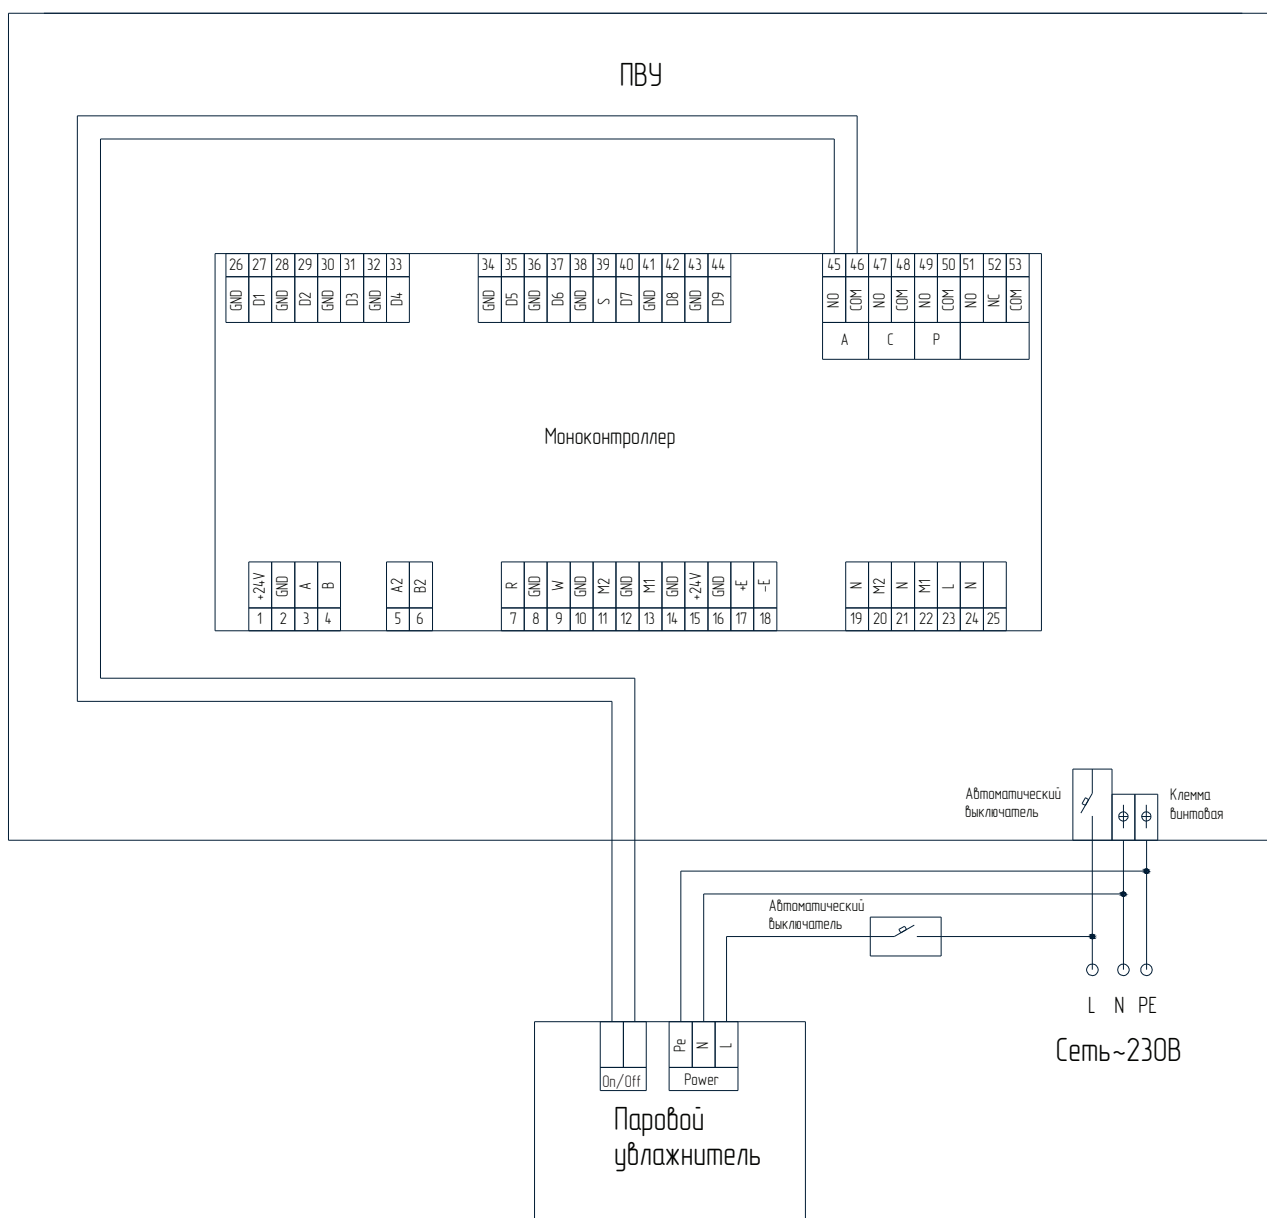 ПВУ
26 27 28 29 30 31 32 33
GND D1 GND D2 GND D3 GND D4
34 35 36 37 38 39 40 41 42 43 44
GND D5 GND D6 GND S D7 GND D8 GND D9
45 46 47 48 49 50 51 52 53
NO COM NO COM NO COM NO NC COM
A C P
Моноконтроллер
+24V GND A B
1 2 3 4
A2 B2
5 6
R GND W GND M2 GND M1 GND +24V GND +E -E
7 8 9 10 11 12 13 14 15 16 17 18
N M2 N M1 L N
19 20 21 22 23 24 25
Автоматический
выключатель
Клемма
винтовая
Автоматический
выключатель
L N PE
Сеть~230В
Pe N L
On/Off
Power
Паровой
увлажнитель